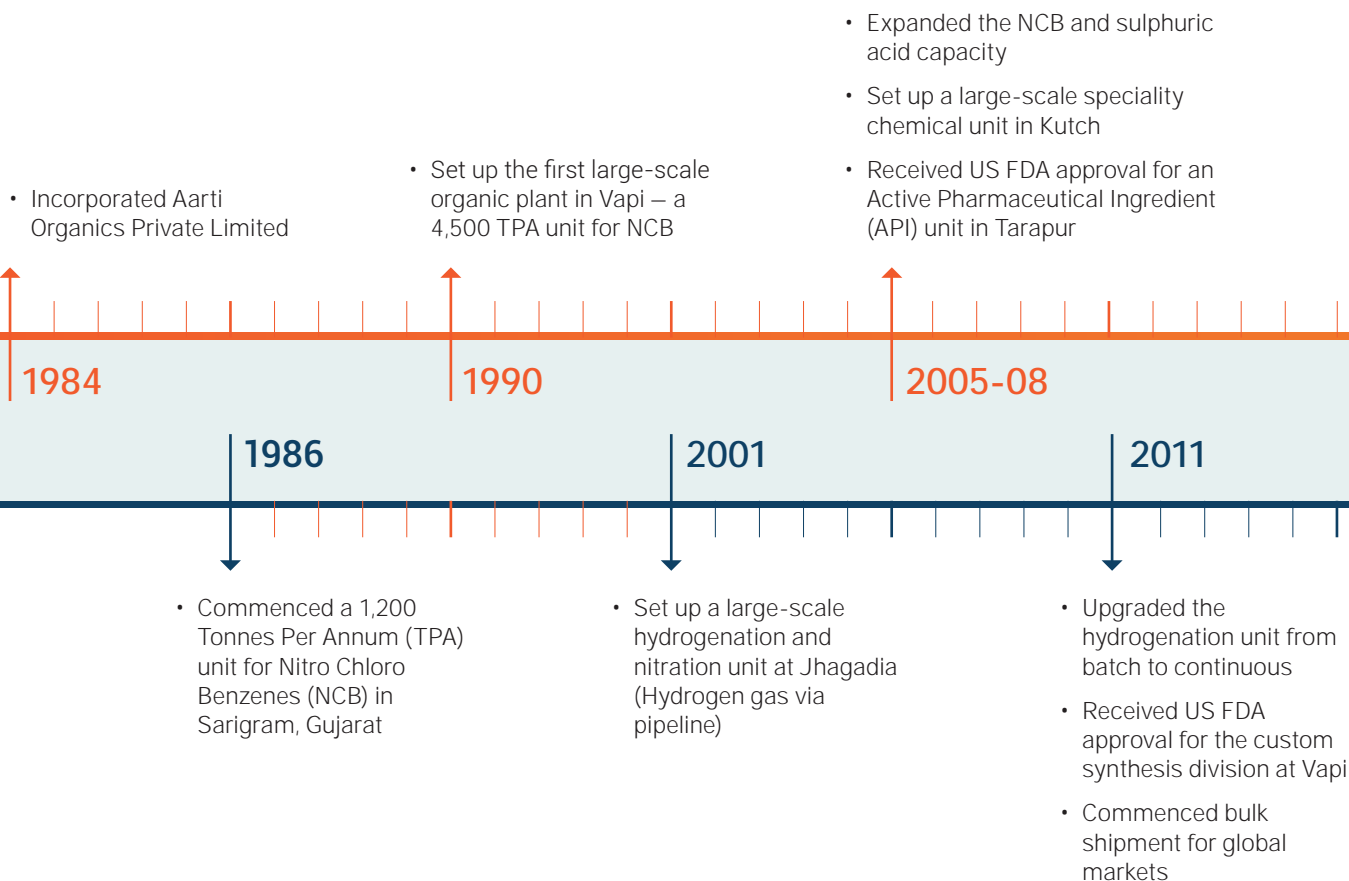 • Expanded the NCB and sulphuric
acid capacity
• Set up a large-scale speciality
chemical unit in Kutch
• Received US FDA approval for an
Active Pharmaceutical Ingredient
(API) unit in Tarapur
• Set up the first large-scale
organic plant in Vapi – a
4,500 TPA unit for NCB
• Incorporated Aarti
Organics Private Limited
1984
1990
2005-08
1986
2001
2011
• Commenced a 1,200
Tonnes Per Annum (TPA)
unit for Nitro Chloro
Benzenes (NCB) in
Sarigram, Gujarat
• Set up a large-scale
hydrogenation and
nitration unit at Jhagadia
(Hydrogen gas via
pipeline)
• Upgraded the
hydrogenation unit from
batch to continuous
• Received US FDA
approval for the custom
synthesis division at Vapi
• Commenced bulk
shipment for global
markets